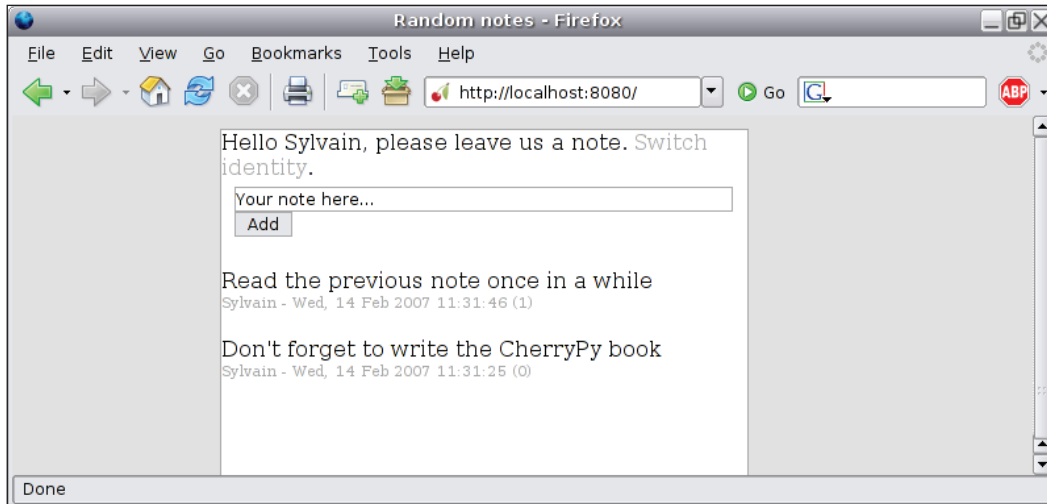 Random notes - Firefox
File Edit View Go Bookmarks Tools Help
http://localhost:8080/ Go G ABP
Hello Sylvain, please leave us a note. Switch
identity.
Your note here...
Add
Read the previous note once in a while
Sylvain - Wed, 14 Feb 2007 11:31:46 (1)
Don't forget to write the CherryPy book
Sylvain - Wed, 14 Feb 2007 11:31:25 (0)
Done